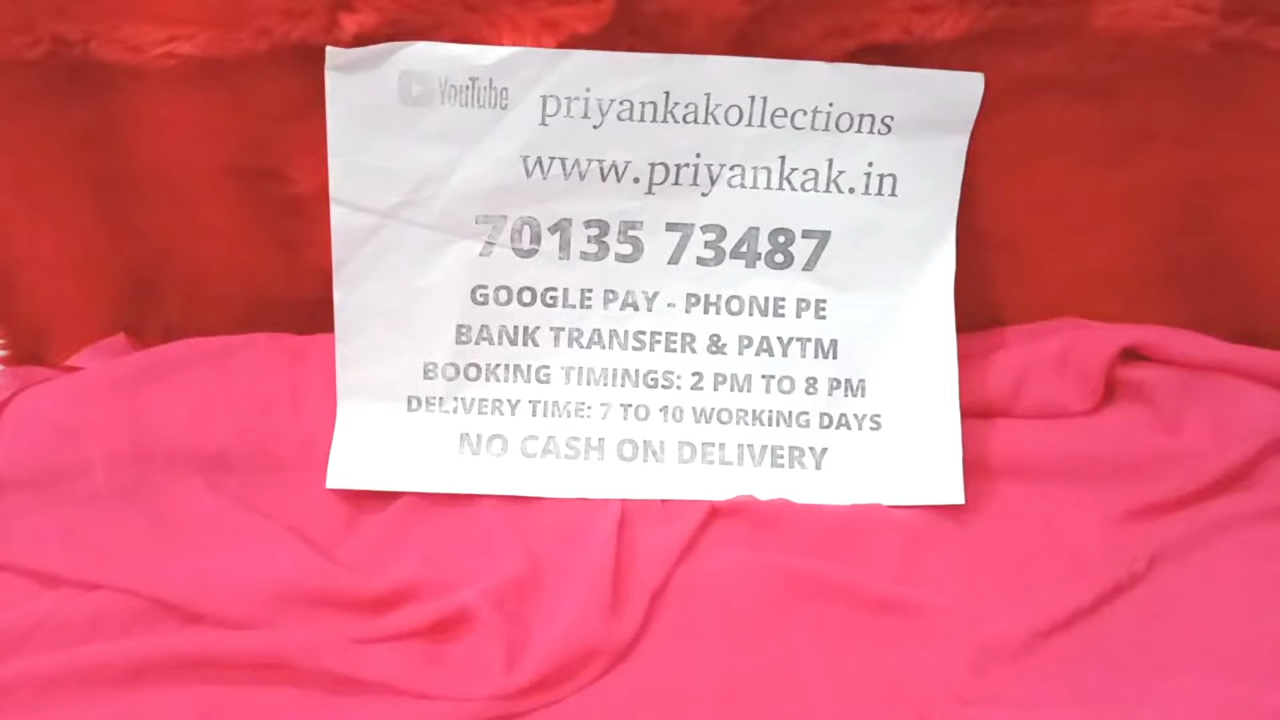 YouTube priyankakollections
www.priyankak.in
70135 73487
GOOGLE PAY - PHONE PE
BANK TRANSFER & PAYTM
BOOKING TIMINGS: 2 PM TO 8 PM
DELIVERY TIME: 7 TO 10 WORKING DAYS
NO CASH ON DELIVERY